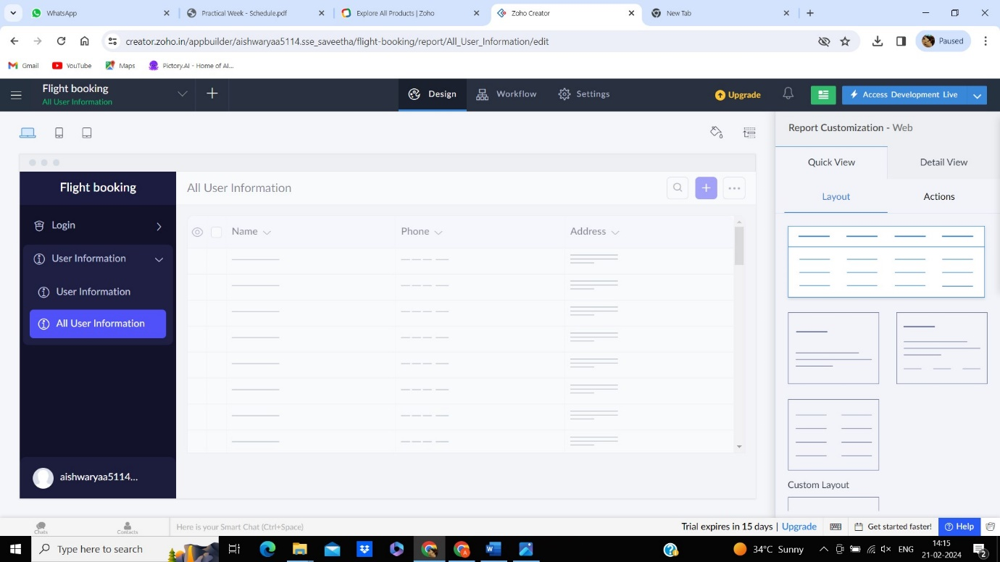 WhatsApp
Practical Week - Schedule.pdf
Explore All Products | Zoho
Zoho Creator
New Tab
creator.zoho.in/appbuilder/aishwaryaa5114.sse_saveetha/flight-booking/report/All_User_Information/edit
Paused
Gmail
YouTube
Maps
Pictory.AI - Home of AI...
Flight booking
All User Information
Design
Workflow
Settings
Upgrade
Access Development Live
Report Customization - Web
Quick View
Detail View
Layout
Actions
Flight booking
Login
User Information
User Information
All User Information
aishwaryaa5114...
All User Information
Name
Phone
Address
Custom Layout
Chats
Contacts
Here is your Smart Chat (Ctrl+Space)
Trial expires in 15 days | Upgrade
Get started faster!
Help
Type here to search
34°C Sunny
ENG
14:15
21-02-2024
2